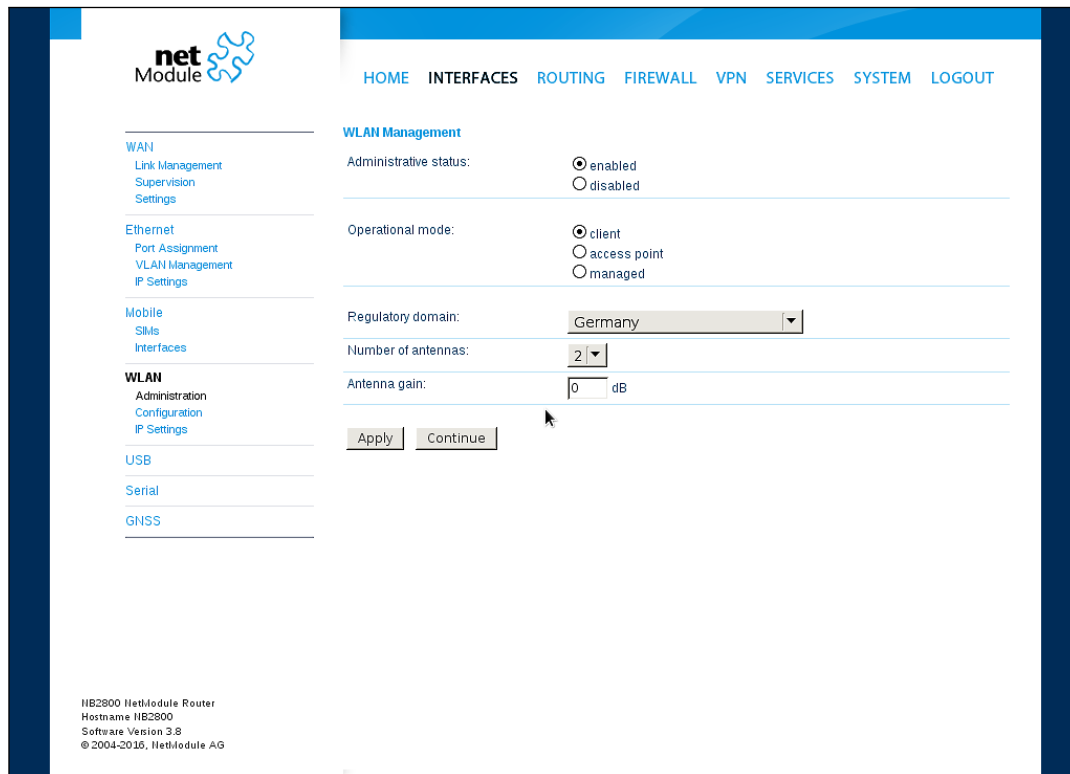 net
Module
HOME INTERFACES ROUTING FIREWALL VPN SERVICES SYSTEM LOGOUT
WAN
Link Management
Supervision
Settings
Ethernet
Port Assignment
VLAN Management
IP Settings
Mobile
SIMs
Interfaces
WLAN
Administration
Configuration
IP Settings
USB
Serial
GNSS
WLAN Management
Administrative status:
enabled
disabled
Operational mode:
client
access point
managed
Regulatory domain: Germany
Number of antennas: 2
Antenna gain: 0 dB
Apply Continue
NB2800 NetModule Router
Hostname NB2800
Software Version 3.8
© 2004-2016, NetModule AG